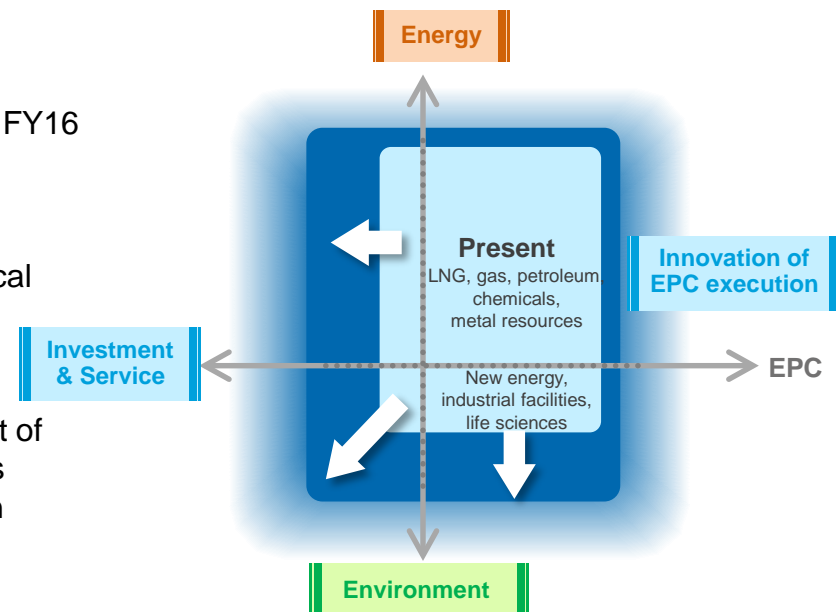 Energy
FY16
Present
LNG, gas, petroleum,
chemicals,
metal resources
Innovation of
EPC execution
cal
Investment
& Service
EPC
New energy,
industrial facilities,
life sciences
t of
s
n
Environment